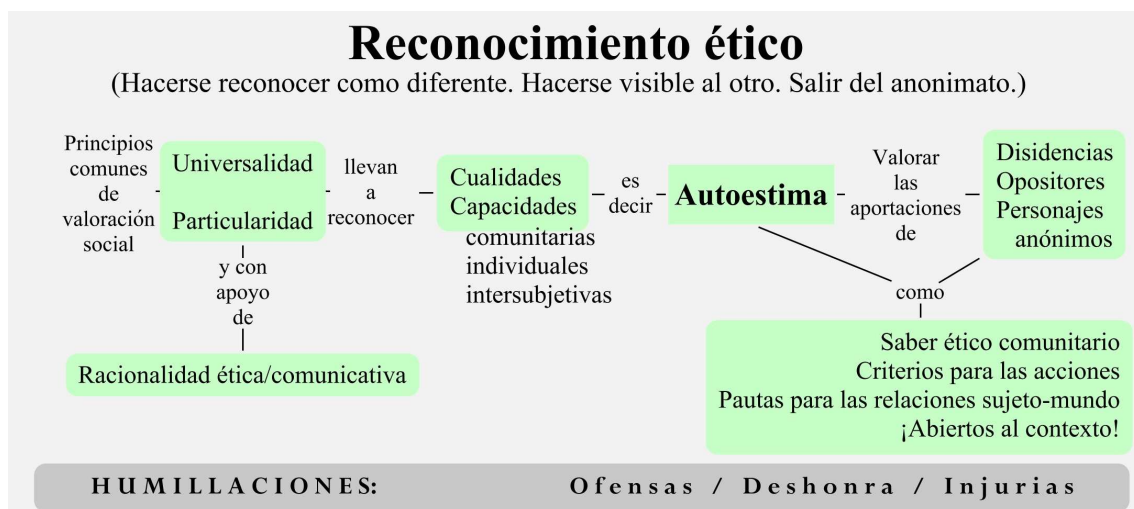 Reconocimiento ético
(Hacerse reconocer como diferente. Hacerse visible al otro. Salir del anonimato.)
Principios
comunes
de
valoración
social
Universalidad
Particularidad
llevan
a
reconocer
Cualidades
Capacidades
comunitarias
individuales
intersubjetivas
es
decir
Autoestima
Valorar
las
aportaciones
de
Disidencias
Opositores
Personajes
anónimos
y con
apoyo
de
Racionalidad ética/comunicativa
como
Saber ético comunitario
Criterios para las acciones
Pautas para las relaciones sujeto-mundo
¡Abiertos al contexto!
HUMILLACIONES: Ofensas / Deshonra / Injurias